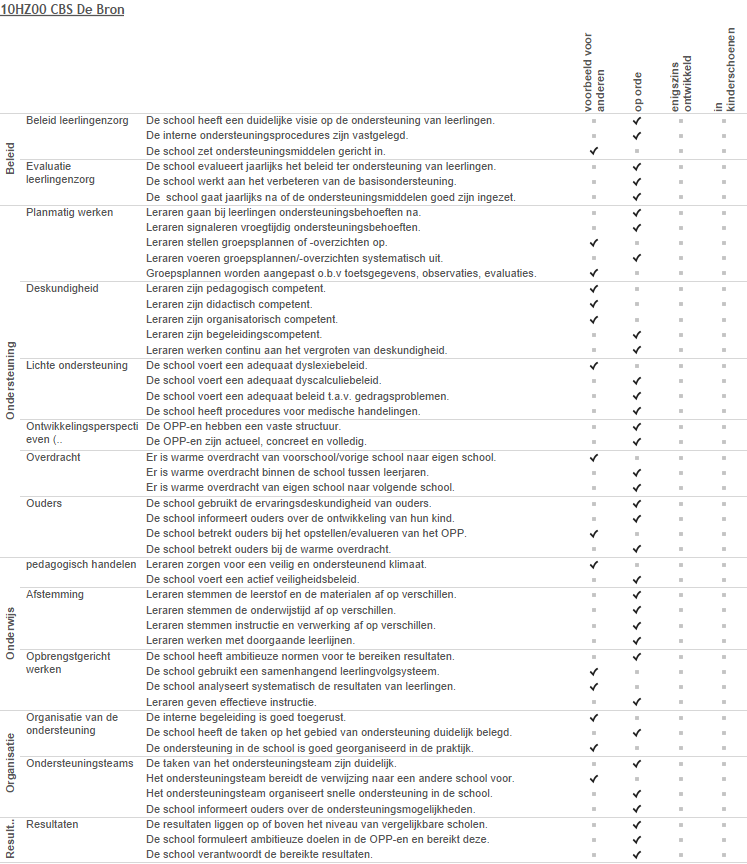 10HZ00 CBS De Bron
voorbeeld voor
anderen
op orde
enigszins
ontwikkeld
in
kinderschoenen
Beleid
Beleid leerlingenzorg
De school heeft een duidelijke visie op de ondersteuning van leerlingen.
De interne ondersteuningsprocedures zijn vastgelegd.
De school zet ondersteuningsmiddelen gericht in.
Evaluatie
leerlingenzorg
De school evalueert jaarlijks het beleid ter ondersteuning van leerlingen.
De school werkt aan het verbeteren van de basisondersteuning.
De school gaat jaarlijks na of de ondersteuningsmiddelen goed zijn ingezet.
Ondersteuning
Planmatig werken
Leraren gaan bij leerlingen ondersteuningsbehoeften na.
Leraren signaleren vroegtijdig ondersteuningsbehoeften.
Leraren stellen groepsplannen of -overzichten op.
Leraren voeren groepsplannen/-overzichten systematisch uit.
Groepsplannen worden aangepast o.b.v toetsgegevens, observaties, evaluaties.
Deskundigheid
Leraren zijn pedagogisch competent.
Leraren zijn didactisch competent.
Leraren zijn organisatorisch competent.
Leraren zijn begeleidingscompetent.
Leraren werken continu aan het vergroten van deskundigheid.
Lichte ondersteuning
De school voert een adequaat dyslexiebeleid.
De school voert een adequaat dyscalculiebeleid.
De school voert een adequaat beleid t.a.v. gedragsproblemen.
De school heeft procedures voor medische handelingen.
Ontwikkelingsperspecti
even (..
De OPP-en hebben een vaste structuur.
De OPP-en zijn actueel, concreet en volledig.
Overdracht
Er is warme overdracht van voorschool/vorige school naar eigen school.
Er is warme overdracht binnen de school tussen leerjaren.
Er is warme overdracht van eigen school naar volgende school.
Ouders
De school gebruikt de ervaringsdeskundigheid van ouders.
De school informeert ouders over de ontwikkeling van hun kind.
De school betrekt ouders bij het opstellen/evalueren van het OPP.
De school betrekt ouders bij de warme overdracht.
Onderwijs
pedagogisch handelen
Leraren zorgen voor een veilig en ondersteunend klimaat.
De school voert een actief veiligheidsbeleid.
Afstemming
Leraren stemmen de leerstof en de materialen af op verschillen.
Leraren stemmen de onderwijstijd af op verschillen.
Leraren stemmen instructie en verwerking af op verschillen.
Leraren werken met doorgaande leerlijnen.
Opbrengstgericht
werken
De school heeft ambitieuze normen voor te bereiken resultaten.
De school gebruikt een samenhangend leerlingvolgsysteem.
De school analyseert systematisch de resultaten van leerlingen.
Leraren geven effectieve instructie.
Organisatie
Organisatie van de
ondersteuning
De interne begeleiding is goed toegerust.
De school heeft de taken op het gebied van ondersteuning duidelijk belegd.
De ondersteuning in de school is goed georganiseerd in de praktijk.
Ondersteuningsteams
De taken van het ondersteuningsteam zijn duidelijk.
Het ondersteuningsteam bereidt de verwijzing naar een andere school voor.
Het ondersteuningsteam organiseert snelle ondersteuning in de school.
De school informeert ouders over de ondersteuningsmogelijkheden.
Result..
Resultaten
De resultaten liggen op of boven het niveau van vergelijkbare scholen.
De school formuleert ambitieuze doelen in de OPP-en en bereikt deze.
De school verantwoordt de bereikte resultaten.